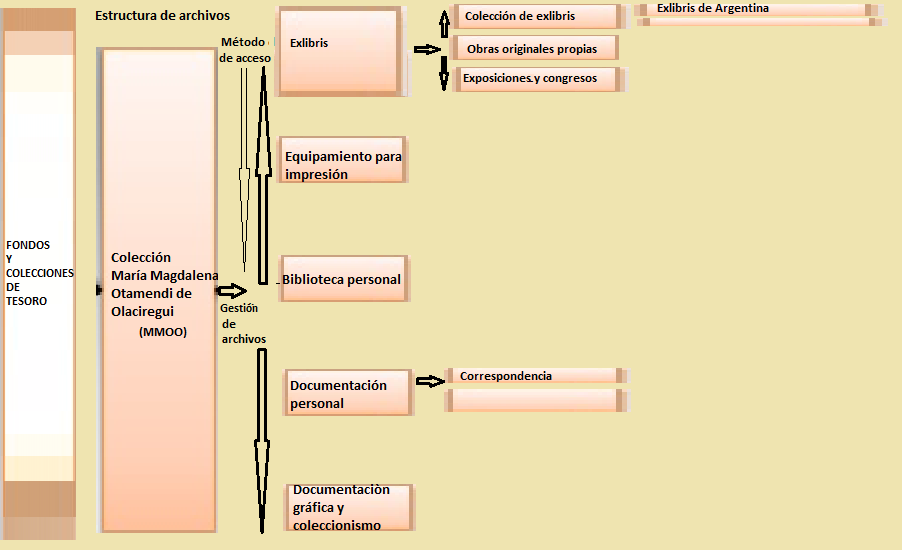 Estructura de archivos
FONDOS
Y
COLECCIONES
DE
TESORO
Colección
María Magdalena
Otamendi de
Olaciregui
(MMOO)
Método
de acceso
Gestión
de
archivos
Exlibris
Colección de exlibris
Exlibris de Argentina
Obras originales propias
Exposiciones y congresos
Equipamiento para
impresión
Biblioteca personal
Documentación
personal
Correspondencia
Documentaciòn
gráfica y
coleccionismo